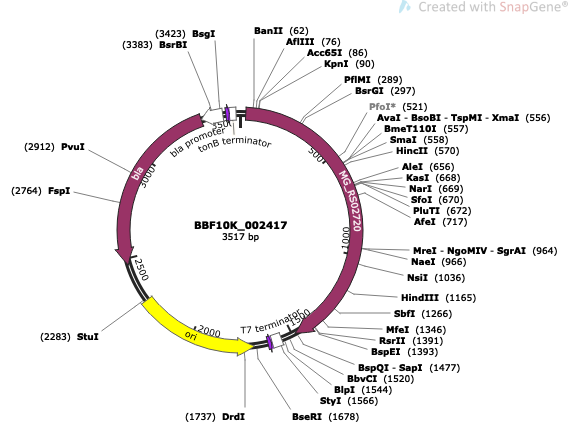 Created with SnapGene®
(3423) BsgI
(3383) BsrBI
BanII (62)
AflIII (76)
Acc65I (86)
KpnI (90)
PflMI (289)
BsrGI (297)
PfoI* (521)
AvaI - BsoBI - TspMI - XmaI (556)
BmeT110I (557)
SmaI (558)
HincII (570)
AleI (656)
KasI (668)
NarI (669)
SfoI (670)
PluTI (672)
AfeI (717)
MreI - NgoMIV - SgrAI (964)
NaeI (966)
NsiI (1036)
HindIII (1165)
SbfI (1266)
MfeI (1346)
RsrII (1391)
BspEI (1393)
BspQI - SapI (1477)
BbvCI (1520)
BlpI (1544)
StyI (1566)
BseRI (1678)
(1737) DrdI
(2283) StuI
(2764) FspI
(2912) PvuI
bla promoter
tonB terminator
T7 terminator
bla
MG_RS02720
ori
500
1000
1500
2000
2500
3000
3500
BBF10K_002417
3517 bp